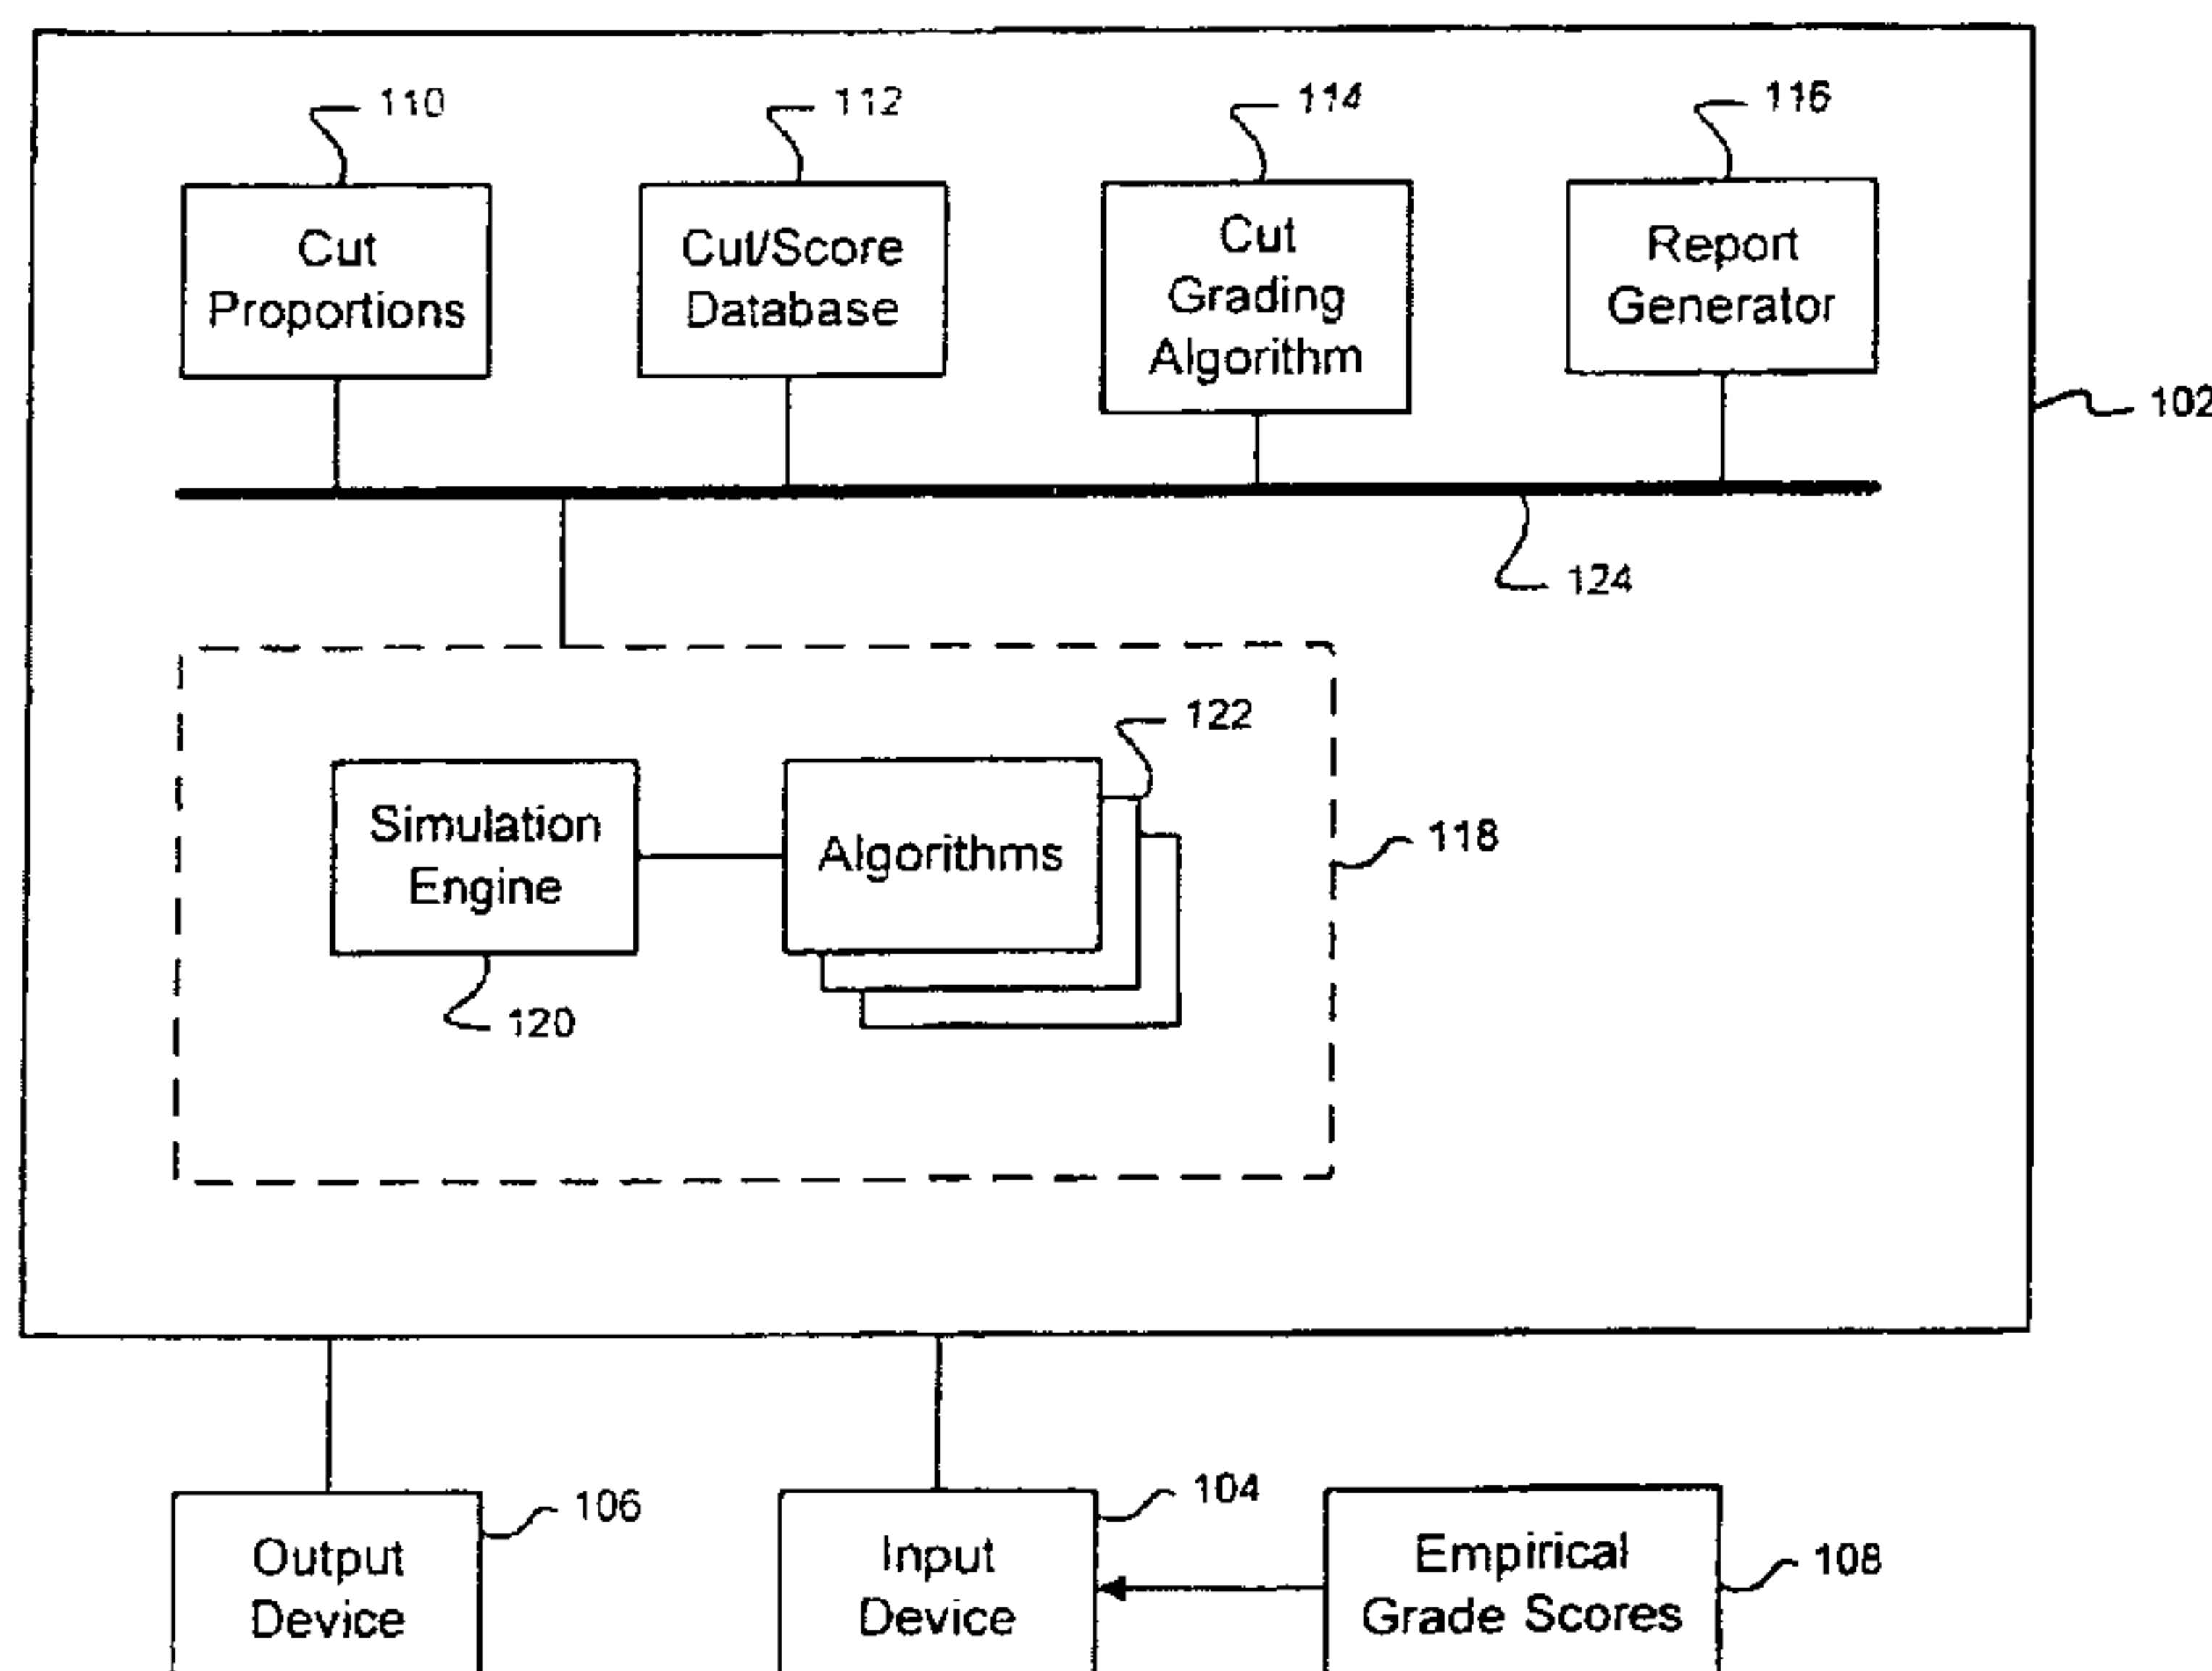 110
112
114
116
Cut
Proportions
Cut/Score
Database
Cut
Grading
Algorithm
Report
Generator
102
124
122
Simulation
Engine
Algorithms
118
120
106
104
Output
Device
Input
Device
Empirical
Grade Scores
108